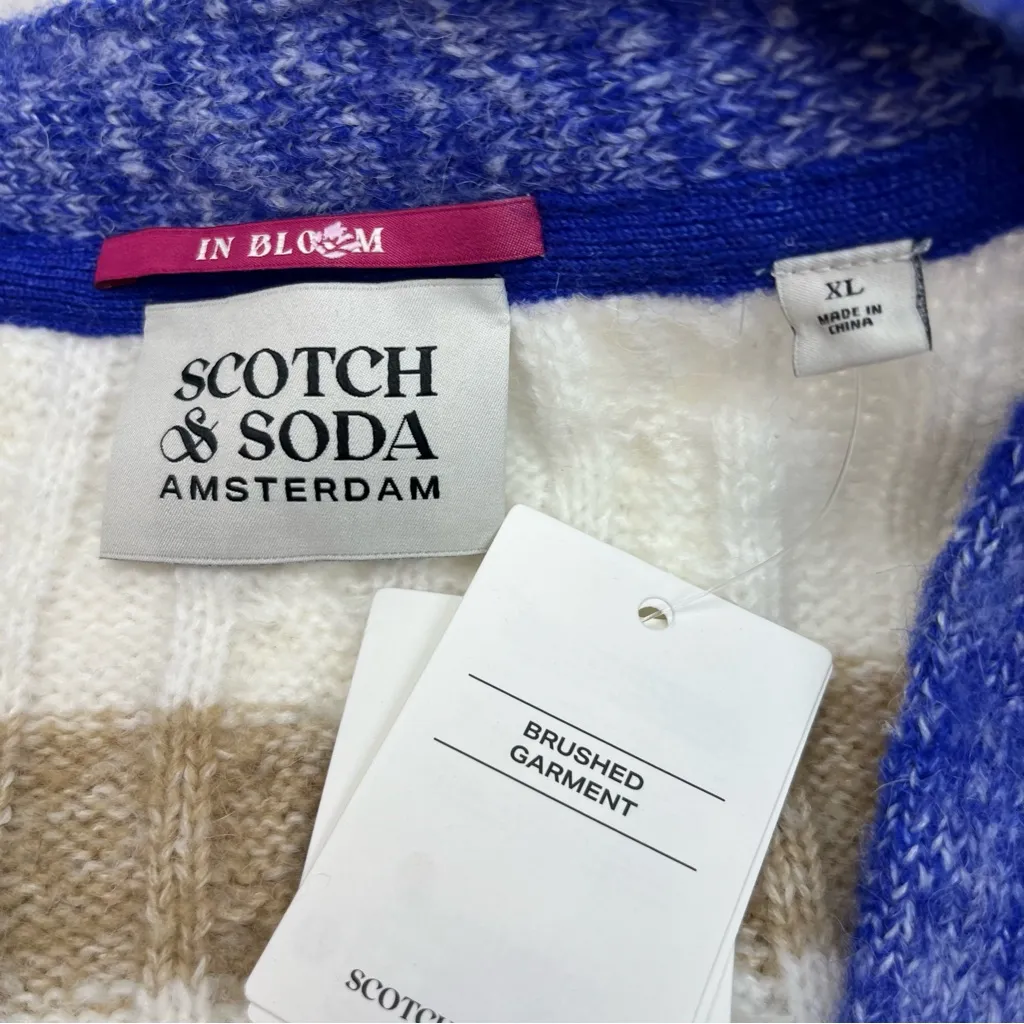 IN BLOOM
SCOTCH
& SODA
AMSTERDAM
XL
MADE IN
CHINA
BRUSHED
GARMENT
SCOTCH